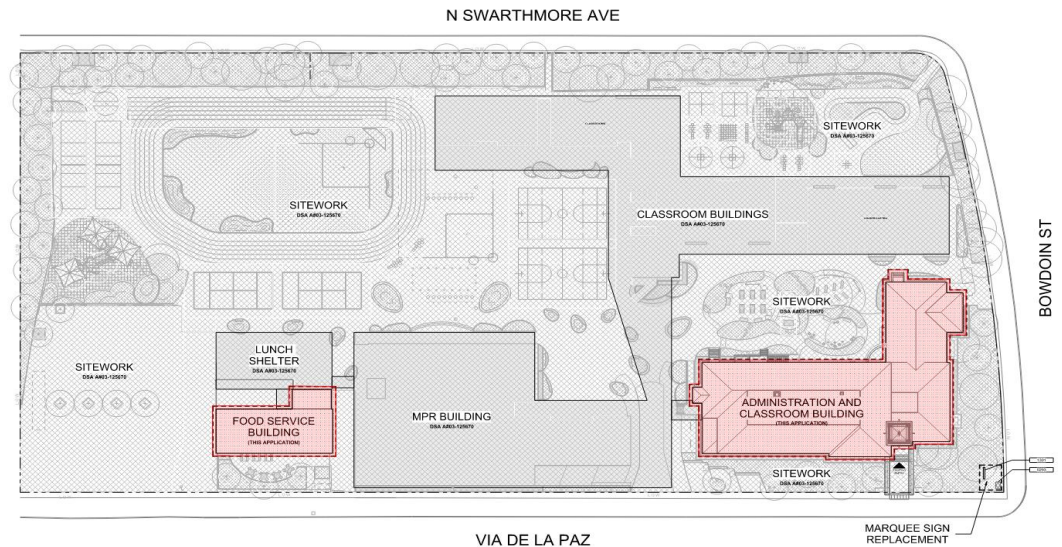 N SWARTHMORE AVE
SITEWORK
DSA A#03-125670
SITEWORK
DSA A#03-125670
CLASSROOM BUILDINGS
DSA A#03-125670
BOWDOIN ST
SITEWORK
DSA A#03-125670
LUNCH
SHELTER
DSA A#03-125670
SITEWORK
DSA A#03-125670
FOOD SERVICE
BUILDING
(THIS APPLICATION)
MPR BUILDING
DSA A#03-125670
ADMINISTRATION AND
CLASSROOM BUILDING
(THIS APPLICATION)
SITEWORK
DSA A#03-125670
MARQUEE SIGN
REPLACEMENT
VIA DE LA PAZ